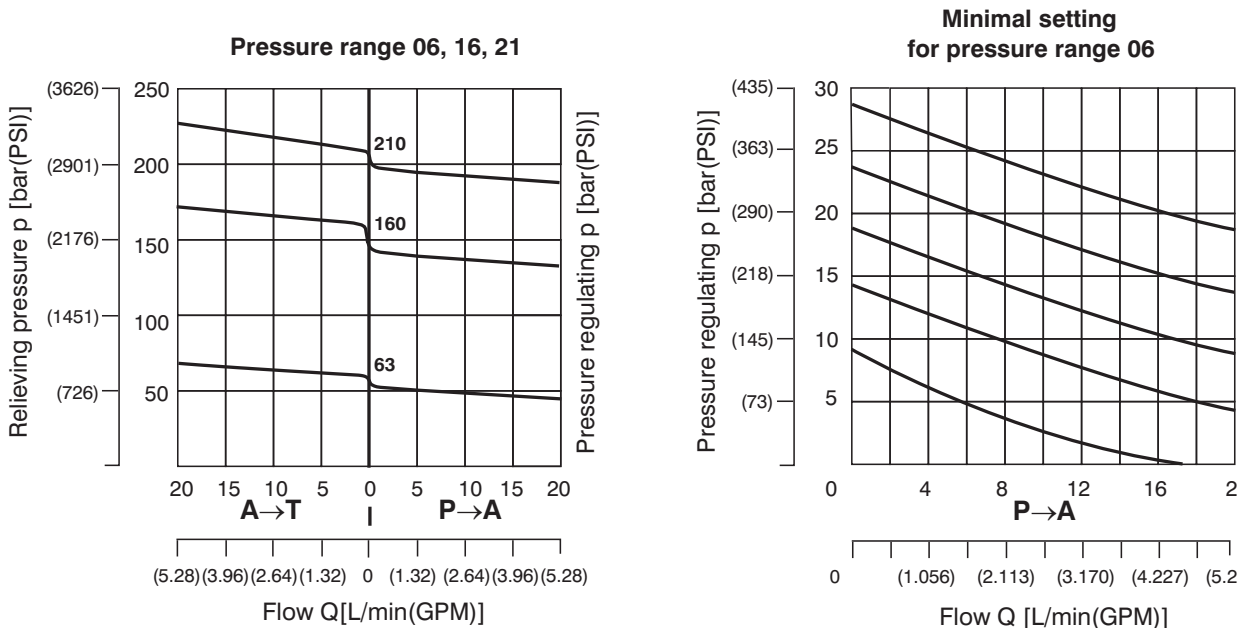 Pressure range 06, 16, 21
Relieving pressure p [bar(PSI)]
(3626)
(2901)
(2176)
(1451)
(726)
250
200
150
100
50
210
160
63
Pressure regulating p [bar(PSI)]
20 15 10 5 0 5 10 15 20
A→T P→A
(5.28) (3.96) (2.64) (1.32) 0 (1.32) (2.64) (3.96) (5.28)
Flow Q[L/min(GPM)]
Minimal setting
for pressure range 06
Pressure regulating p [bar(PSI)]
(435)
(363)
(290)
(218)
(145)
(73)
30
25
20
15
10
5
0 4 8 12 16 2
P→A
0 (1.056) (2.113) (3.170) (4.227) (5.2
Flow Q [L/min(GPM)]